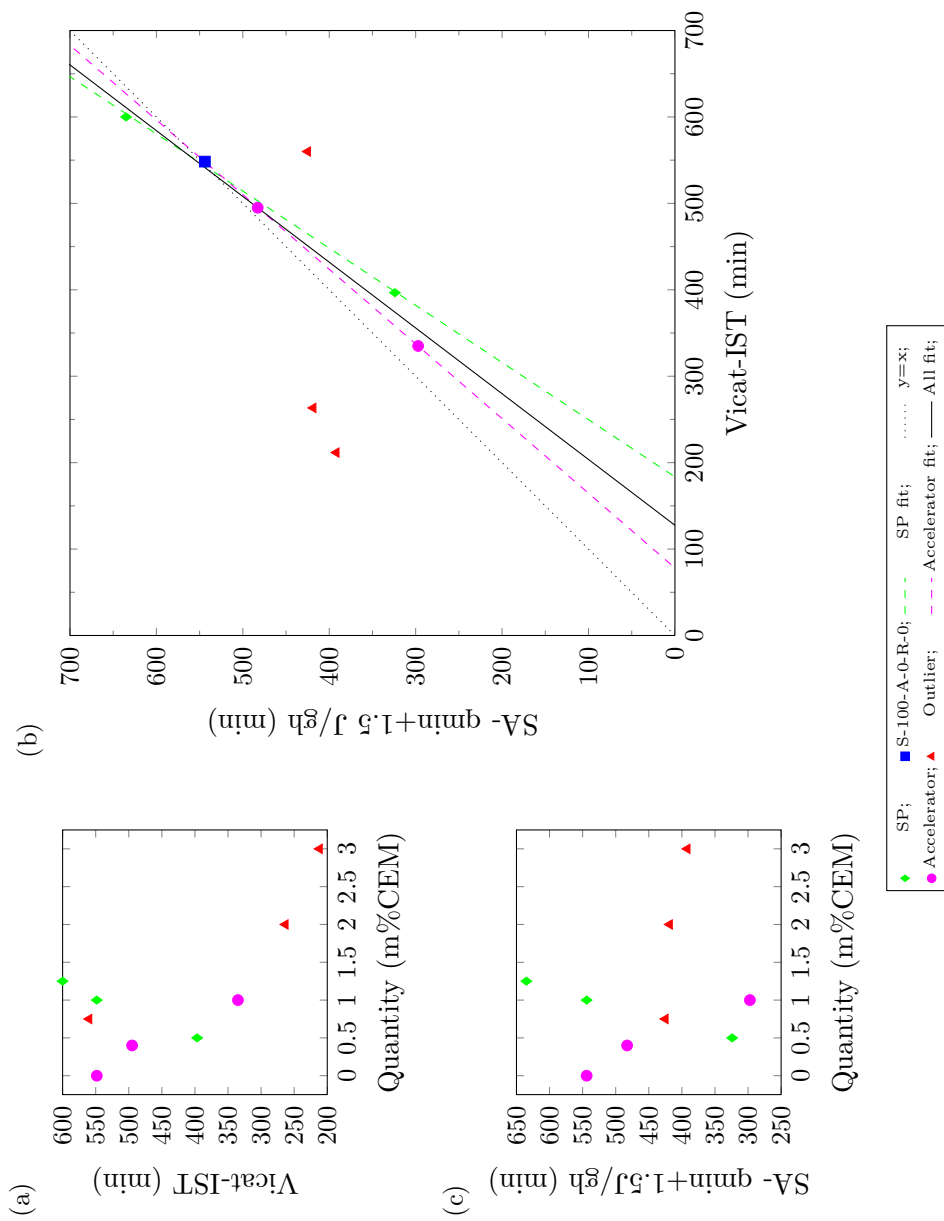 (a)
600
550
500
450
400
350
300
250
200
0 0.5 1 1.5 2 2.5 3
Quantity (m%CEM)
Vicat-IST (min)
(b)
700
600
500
400
300
200
100
0
0 100 200 300 400 500 600 700
Vicat-IST (min)
SA- qmin+1.5 J/gh (min)
(c)
650
600
550
500
450
400
350
300
250
0 0.5 1 1.5 2 2.5 3
Quantity (m%CEM)
SA- qmin+1.5J/gh (min)
SP; S-100-A-0-R-0; SP fit; y=x;
Accelerator; Outlier; Accelerator fit; All fit;